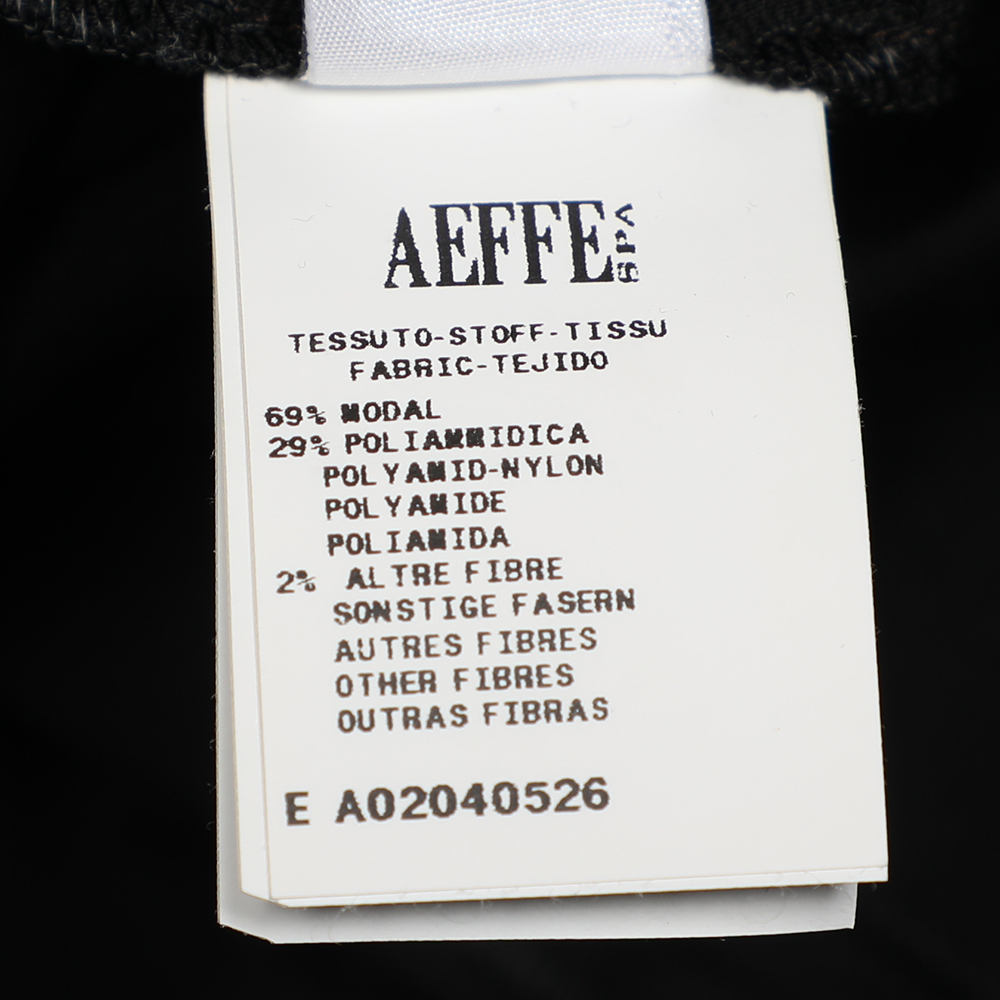 AEFFE SPA
TESSUTO-STOFF-TISSU
FABRIC-TEJIDO
69% MODAL
29% POLIAMMIDICA
POLYAMID-NYLON
POLYAMIDE
POLIAMIDA
2% ALTRE FIBRE
SONSTIGE FASERN
AUTRES FIBRES
OTHER FIBRES
OUTRAS FIBRAS
E A02040526